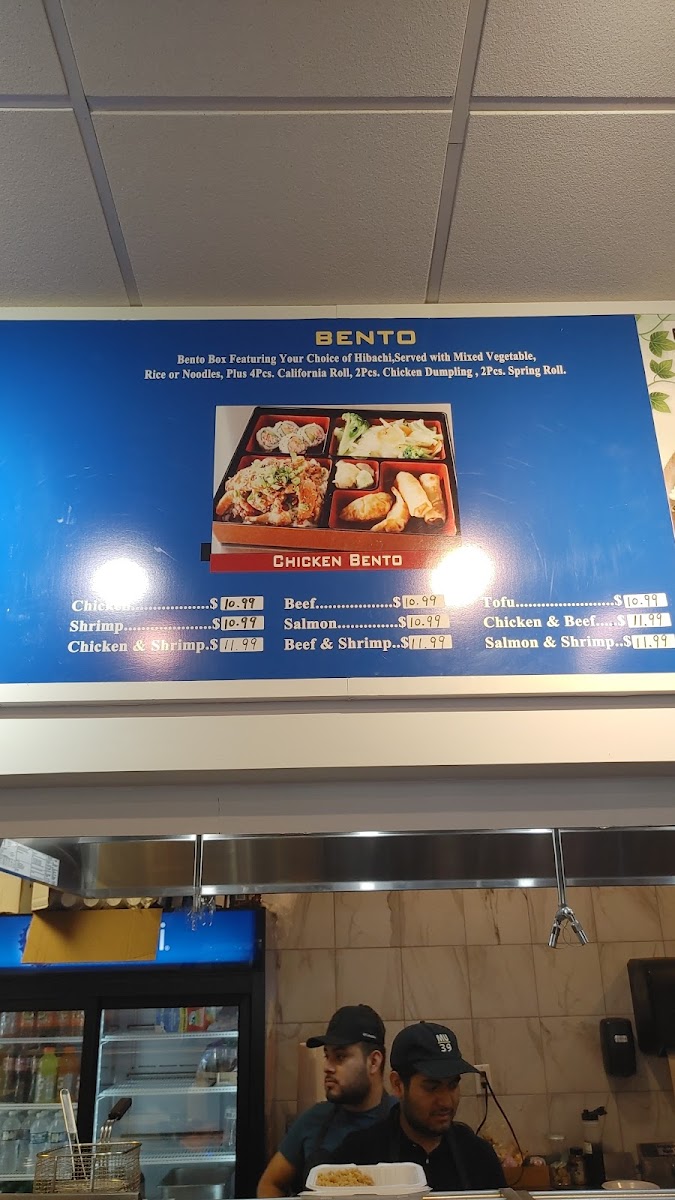 BENTO
Bento Box Featuring Your Choice of Hibachi,Served with Mixed Vegetable,
Rice or Noodles, Plus 4Pcs. California Roll, 2Pcs. Chicken Dumpling , 2Pcs. Spring Roll.
CHICKEN BENTO
Chicken....................$ 10.99
Beef....................$ 10.99
Tofu.........................$ 10.99
Shrimp.......................$ 10.99
Salmon...............$ 10.99
Chicken & Beef.....$ 11.99
Chicken & Shrimp.$ 11.99
Beef & Shrimp..$ 11.99
Salmon & Shrimp..$ 11.99
MU
39